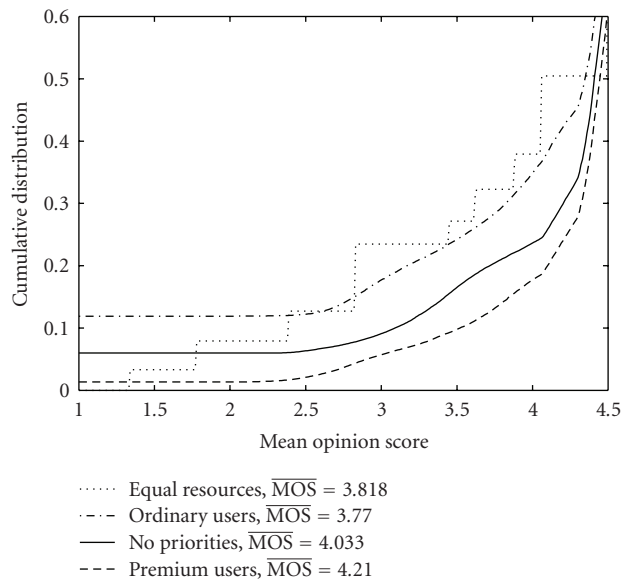 0.6
0.5
0.4
0.3
0.2
0.1
0
Cumulative distribution
1 1.5 2 2.5 3 3.5 4 4.5
Mean opinion score
Equal resources, MOS = 3.818
Ordinary users, MOS = 3.77
No priorities, MOS = 4.033
Premium users, MOS = 4.21